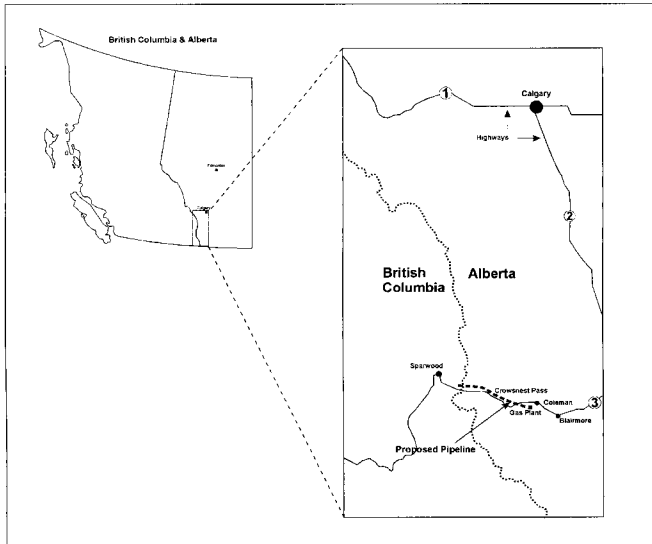 British Columbia & Alberta
Edmonton
Calgary
1
Calgary
Highways
2
British
Columbia
Alberta
Sparwood
Crowsnest Pass
Coleman
3
Gas Plant
Blairmore
Proposed Pipeline